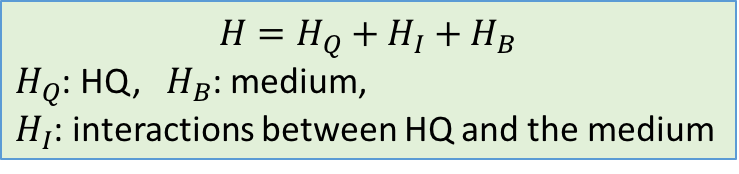 H = H_Q + H_I + H_B
H_Q: HQ, H_B: medium,
H_I: interactions between HQ and the medium